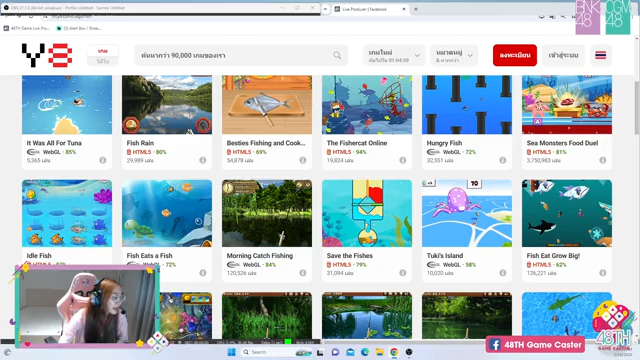 Live Producer | Facebook
48TH Game Live Pro...
BNK
48
CGM
48
Y8
เกม
ค้นหากว่า 90,000 เกมของเรา
เกมใหม่
หมวดหมู่
ลงทะเบียน
เข้าสู่ระบบ
It Was All For Tuna
WebGL - 85%
5,365 เล่น
Fish Rain
HTML5 - 80%
29,989 เล่น
Besties Fishing and Cook...
HTML5 - 69%
54,878 เล่น
The Fishercat Online
HTML5 - 94%
19,824 เล่น
Hungry Fish
WebGL - 72%
32,551 เล่น
Sea Monsters Food Duel
HTML5 - 81%
3,750,983 เล่น
Idle Fish
Fish Eats a Fish
WebGL - 72%
Morning Catch Fishing
WebGL - 84%
120,526 เล่น
Save the Fishes
HTML5 - 79%
31,094 เล่น
Tuki's Island
WebGL - 58%
10,020 เล่น
Fish Eat Grow Big!
HTML5 - 62%
126,221 เล่น
48TH Game Caster
48TH
GAME CASTER
Search